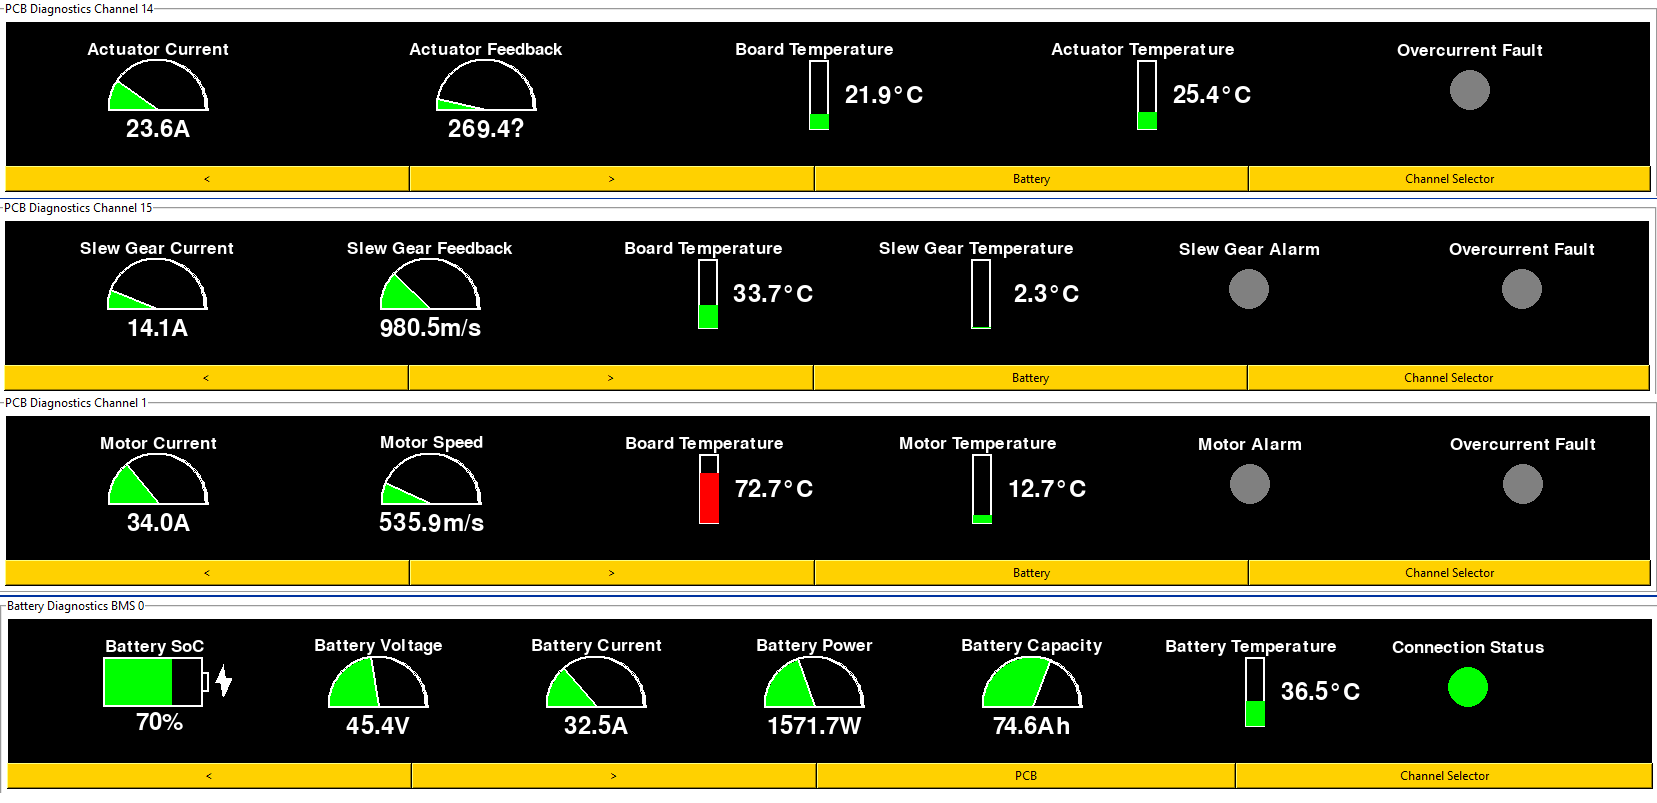 PCB Diagnostics Channel 14
Actuator Current Actuator Feedback Board Temperature Actuator Temperature Overcurrent Fault
21.9°C 25.4°C
23.6A 269.4?
< > Battery Channel Selector
PCB Diagnostics Channel 15
Slew Gear Current Slew Gear Feedback Board Temperature Slew Gear Temperature Slew Gear Alarm Overcurrent Fault
33.7°C 2.3°C
14.1A 980.5m/s
< > Battery Channel Selector
PCB Diagnostics Channel 1
Motor Current Motor Speed Board Temperature Motor Temperature Motor Alarm Overcurrent Fault
72.7°C 12.7°C
34.0A 535.9m/s
< > Battery Channel Selector
Battery Diagnostics BMS 0
Battery SoC Battery Voltage Battery Current Battery Power Battery Capacity Battery Temperature Connection Status
36.5°C
70% 45.4V 32.5A 1571.7W 74.6Ah
< > PCB Channel Selector